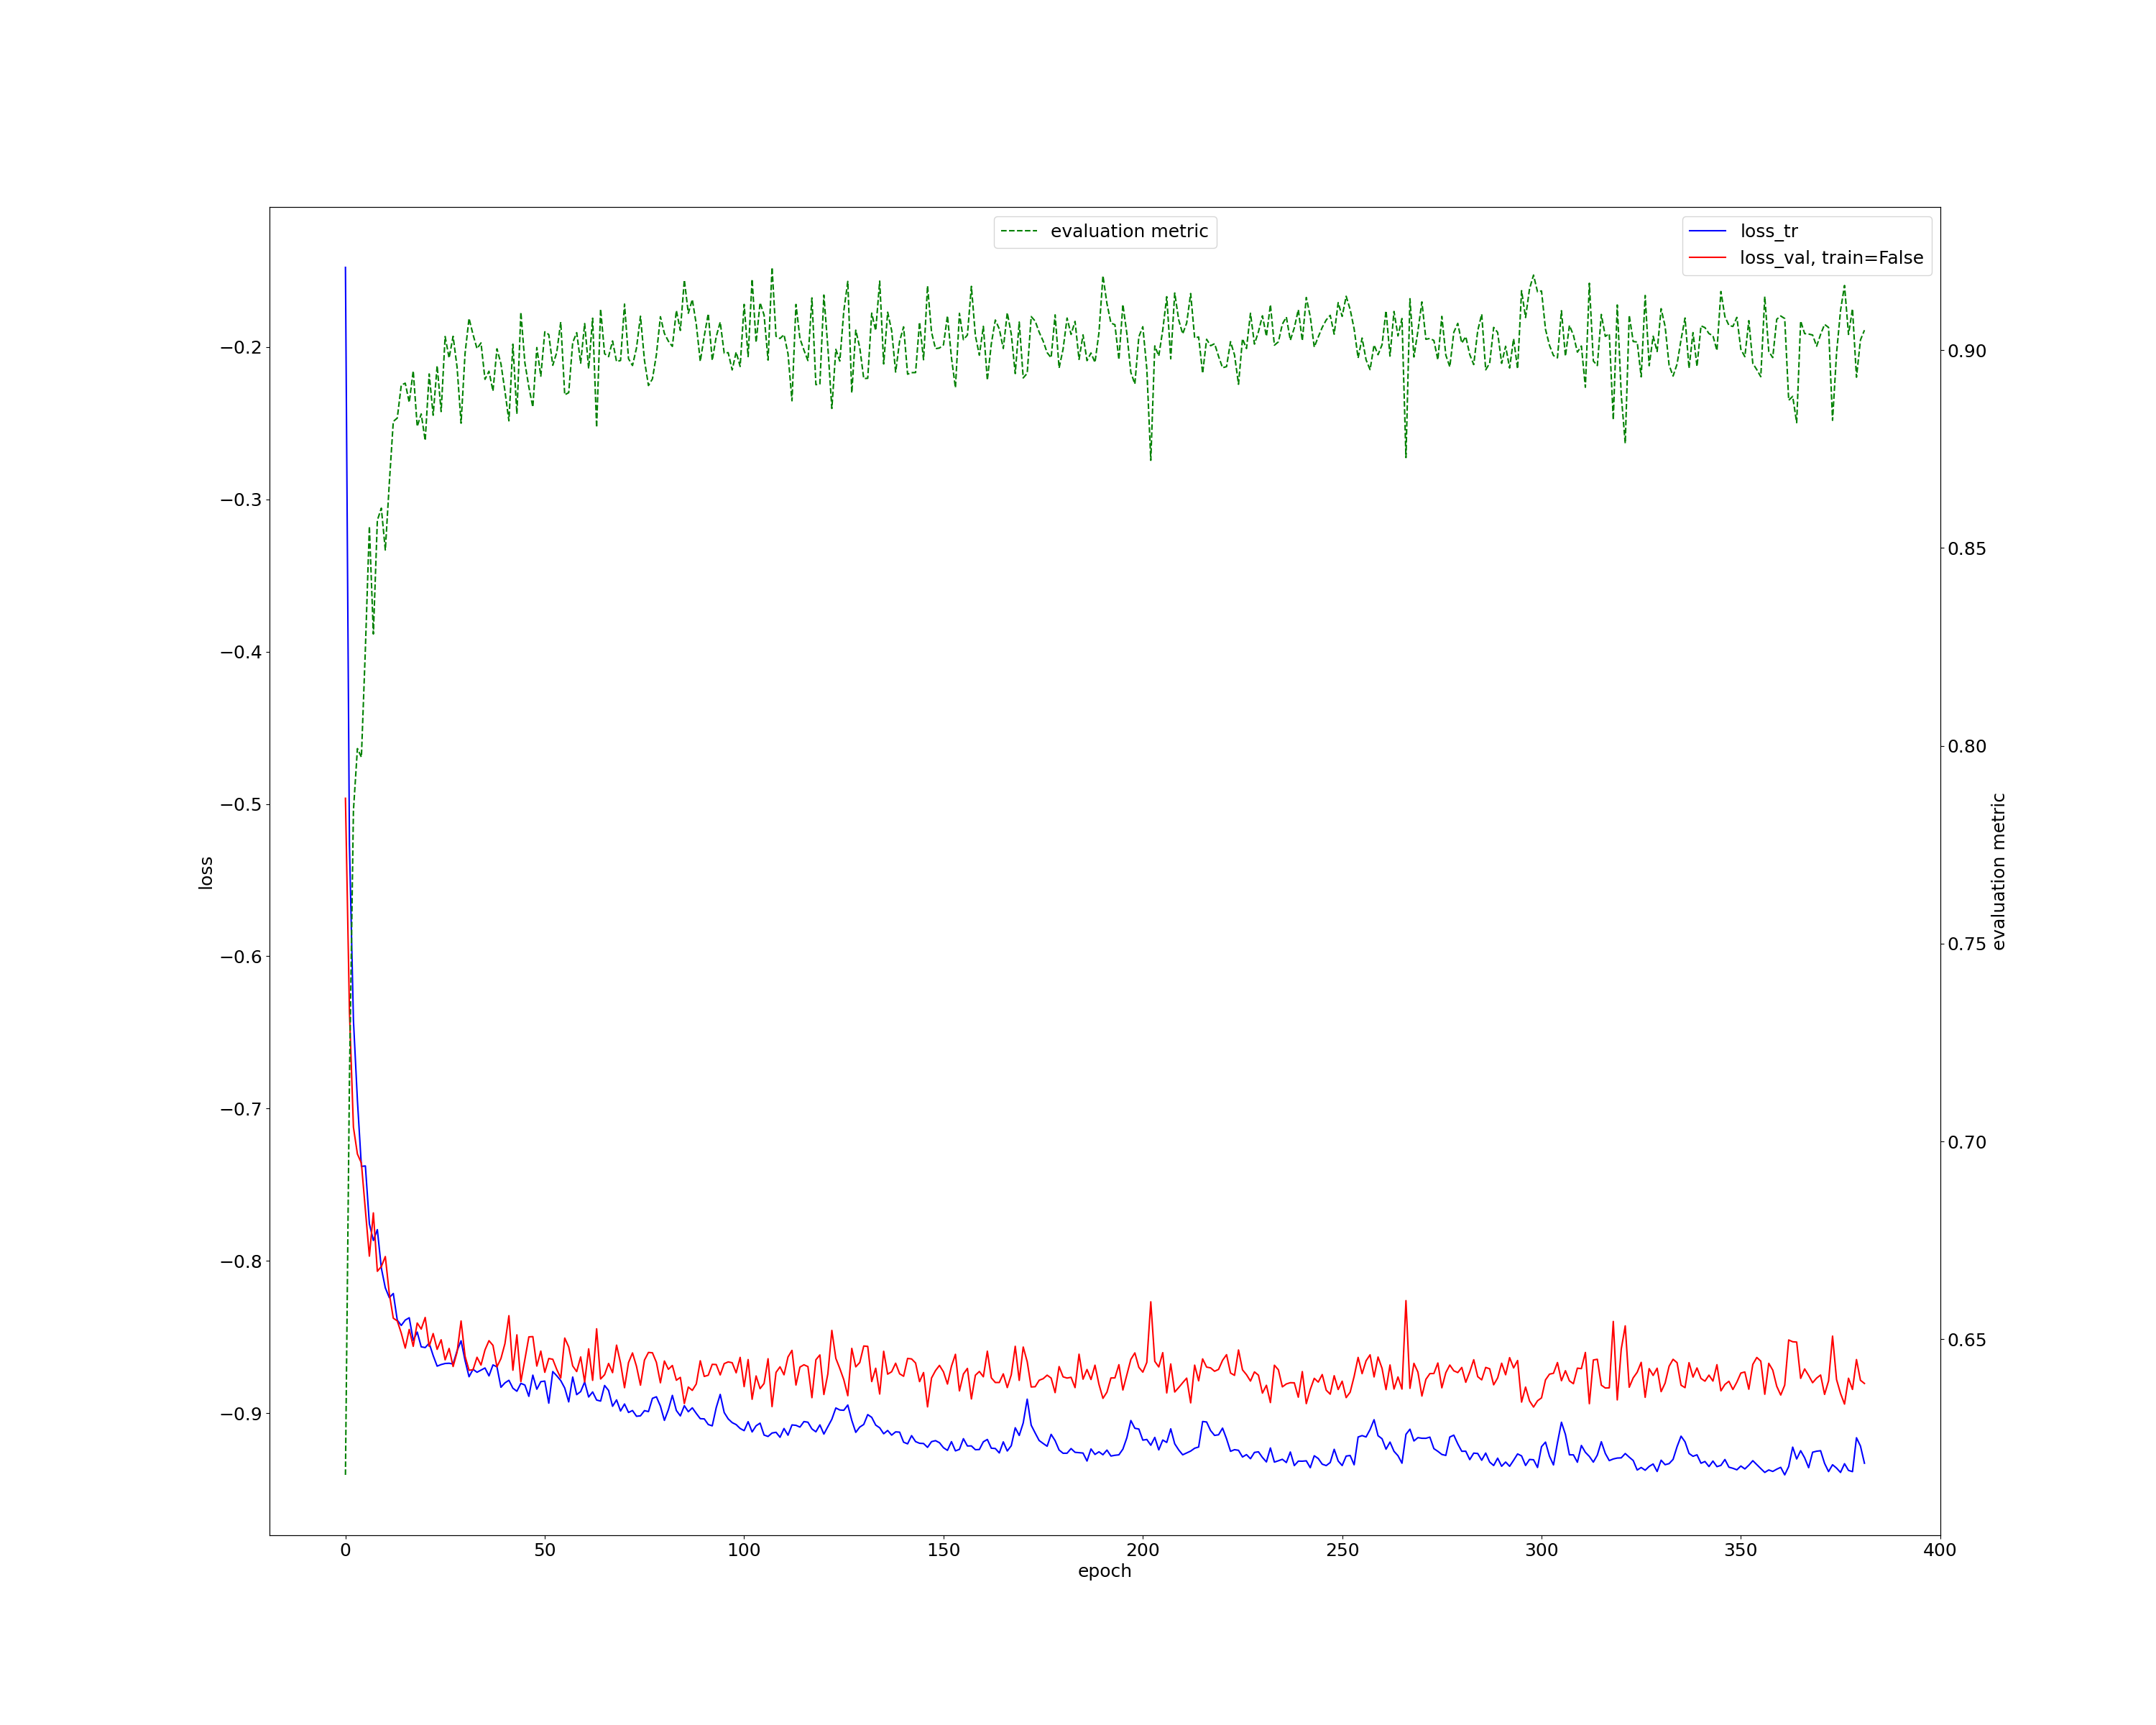 evaluation metric
loss_tr
loss_val, train=False
−0.2
−0.3
−0.4
−0.5
−0.6
−0.7
−0.8
−0.9
loss
0.90
0.85
0.80
0.75
0.70
0.65
evaluation metric
0 50 100 150 200 250 300 350 400
epoch